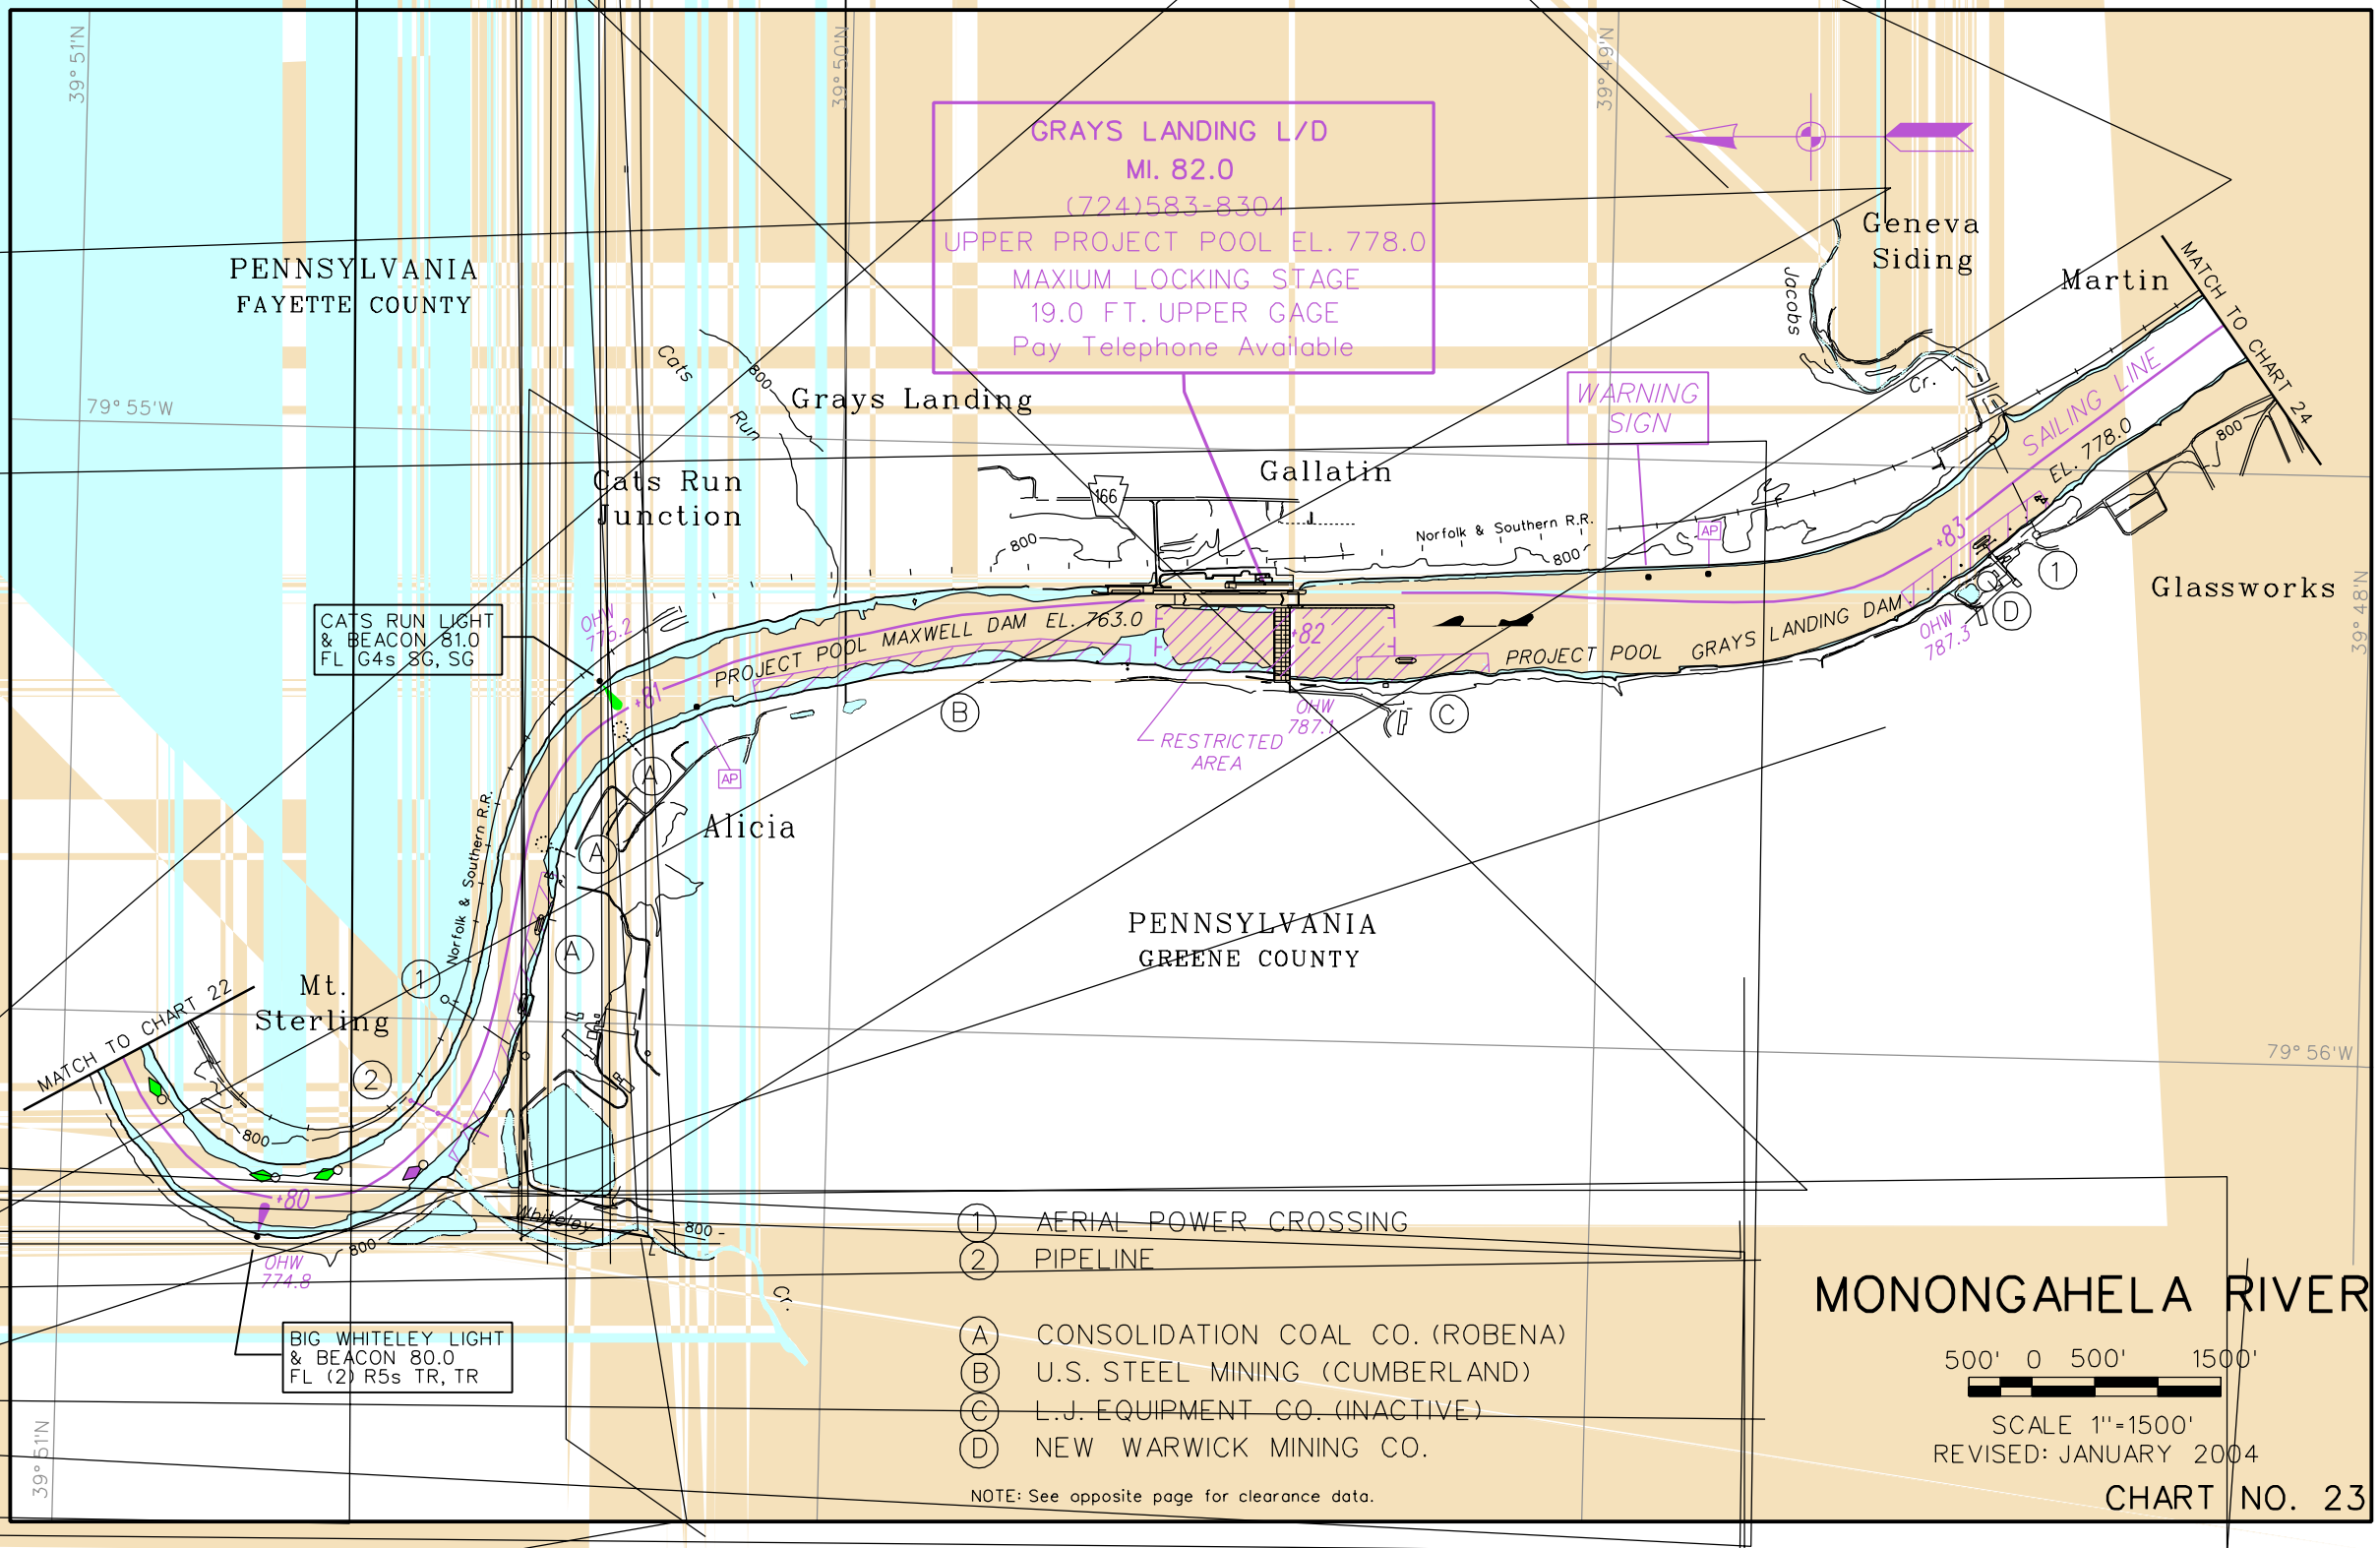 39° 51'N
39° 50'N
39° 49'N
GRAYS LANDING L/D
MI. 82.0
(724)583-8304
UPPER PROJECT POOL EL. 778.0
MAXIUM LOCKING STAGE
19.0 FT. UPPER GAGE
Pay Telephone Available
Geneva
Siding
Martin
MATCH TO CHART 24
PENNSYLVANIA
FAYETTE COUNTY
Jacobs
Cr.
Cats
Run
800
79° 55'W
Grays Landing
WARNING
SIGN
SAILING LINE
EL. 778.0
800
Cats Run
Junction
166
Gallatin
Norfolk & Southern R.R.
800
800
AP
+83
1
Glassworks
39° 48'N
CATS RUN LIGHT
& BEACON 81.0
FL G4s SG, SG
OHW
775.2
+81
PROJECT POOL MAXWELL DAM EL. 763.0
+82
PROJECT POOL GRAYS LANDING DAM
D
OHW
787.3
B
C
OHW
787.1
RESTRICTED
AREA
A
AP
Alicia
A
Norfolk & Southern R.R.
A
PENNSYLVANIA
GREENE COUNTY
1
Mt.
Sterling
MATCH TO CHART 22
2
79° 56'W
800
+80
Whiteley
Cr.
800
800
OHW
774.8
BIG WHITELEY LIGHT
& BEACON 80.0
FL (2) R5s TR, TR
1 AERIAL POWER CROSSING
2 PIPELINE
A CONSOLIDATION COAL CO. (ROBENA)
B U.S. STEEL MINING (CUMBERLAND)
C L.J. EQUIPMENT CO. (INACTIVE)
D NEW WARWICK MINING CO.
NOTE: See opposite page for clearance data.
MONONGAHELA RIVER
500' 0 500' 1500'
SCALE 1"=1500'
REVISED: JANUARY 2004
CHART NO. 23
39° 51'N